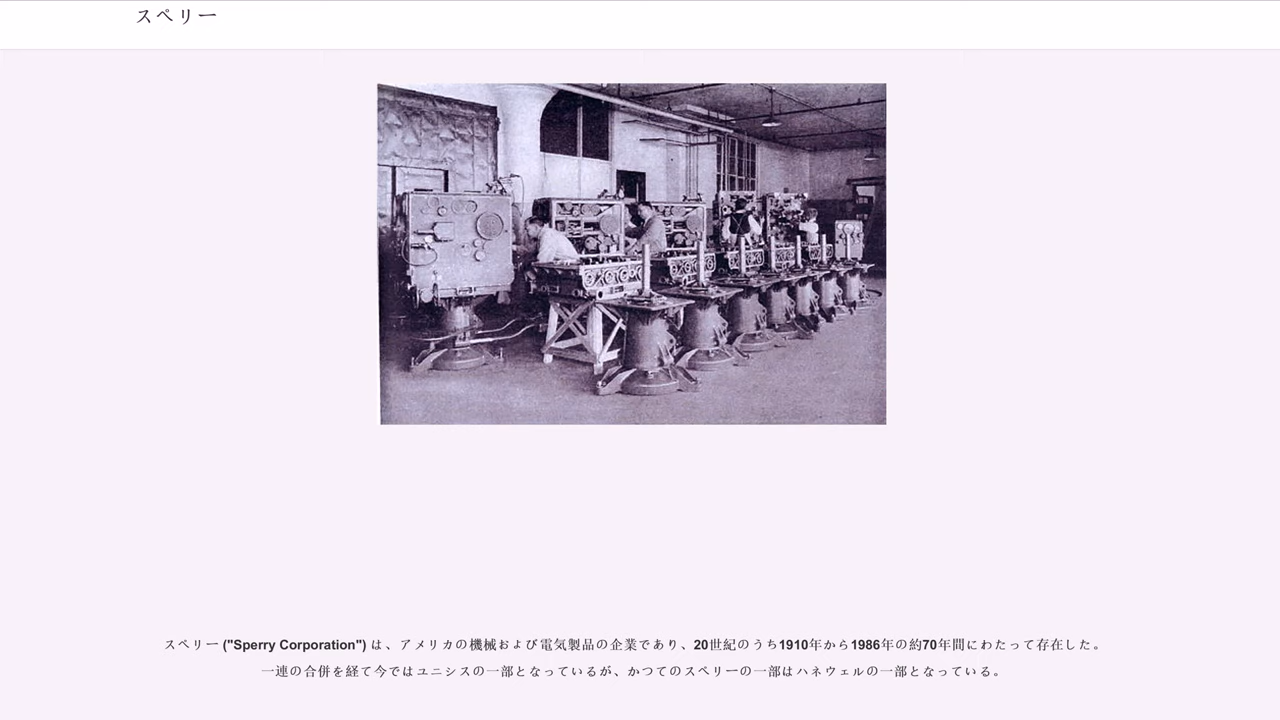 スペリー
スペリー ("Sperry Corporation") は、アメリカの機械および電気製品の企業であり、20世紀のうち1910年から1986年の約70年間にわたって存在した。
一連の合併を経て今ではユニシスの一部となっているが、かつてのスペリーの一部はハネウェルの一部となっている。